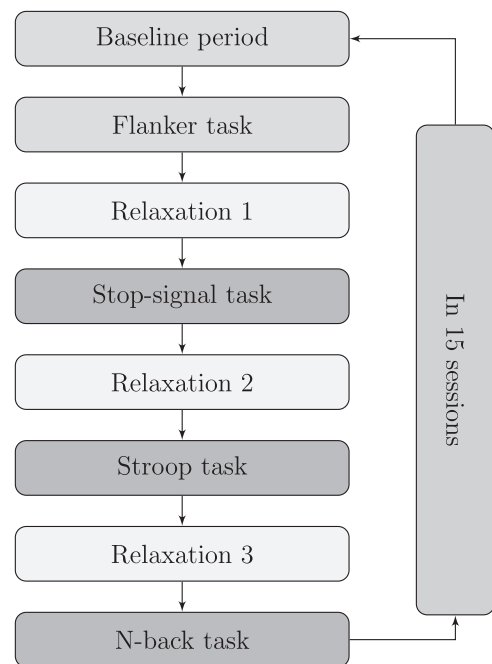 Baseline period
Flanker task
Relaxation 1
Stop-signal task
Relaxation 2
Stroop task
Relaxation 3
N-back task
In 15 sessions